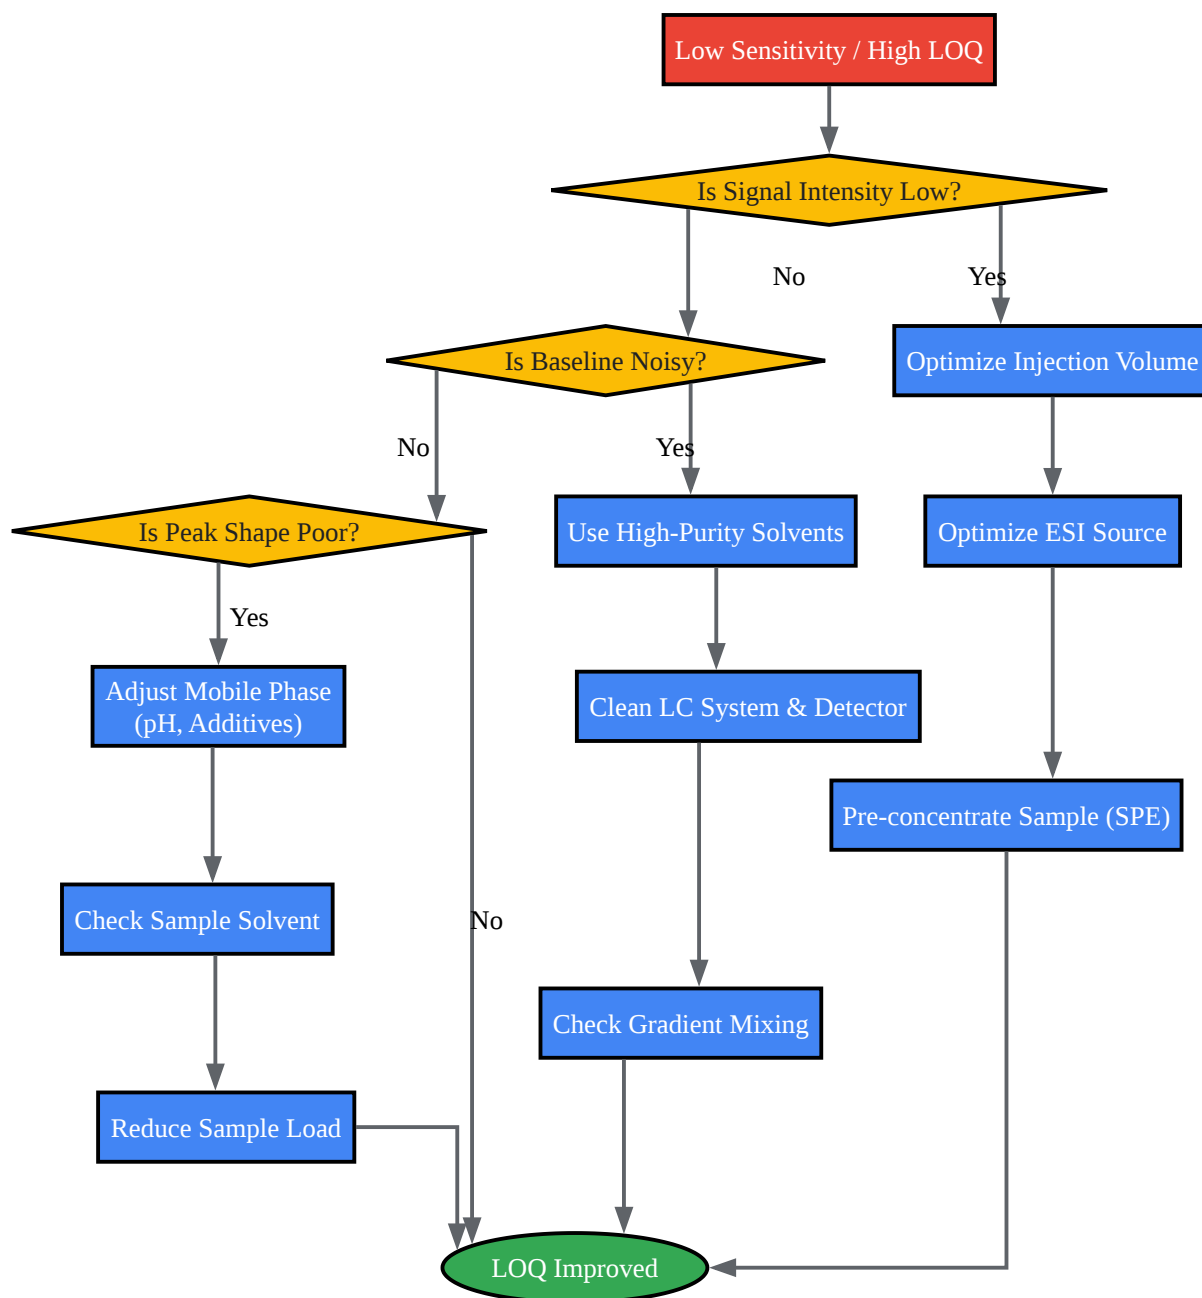 Low Sensitivity / High LOQ
Is Signal Intensity Low?
No
Yes
Is Baseline Noisy?
Optimize Injection Volume
No
Yes
Is Peak Shape Poor?
Use High-Purity Solvents
Optimize ESI Source
Yes
Adjust Mobile Phase
(pH, Additives)
Clean LC System & Detector
Pre-concentrate Sample (SPE)
Check Sample Solvent
No
Check Gradient Mixing
Reduce Sample Load
LOQ Improved